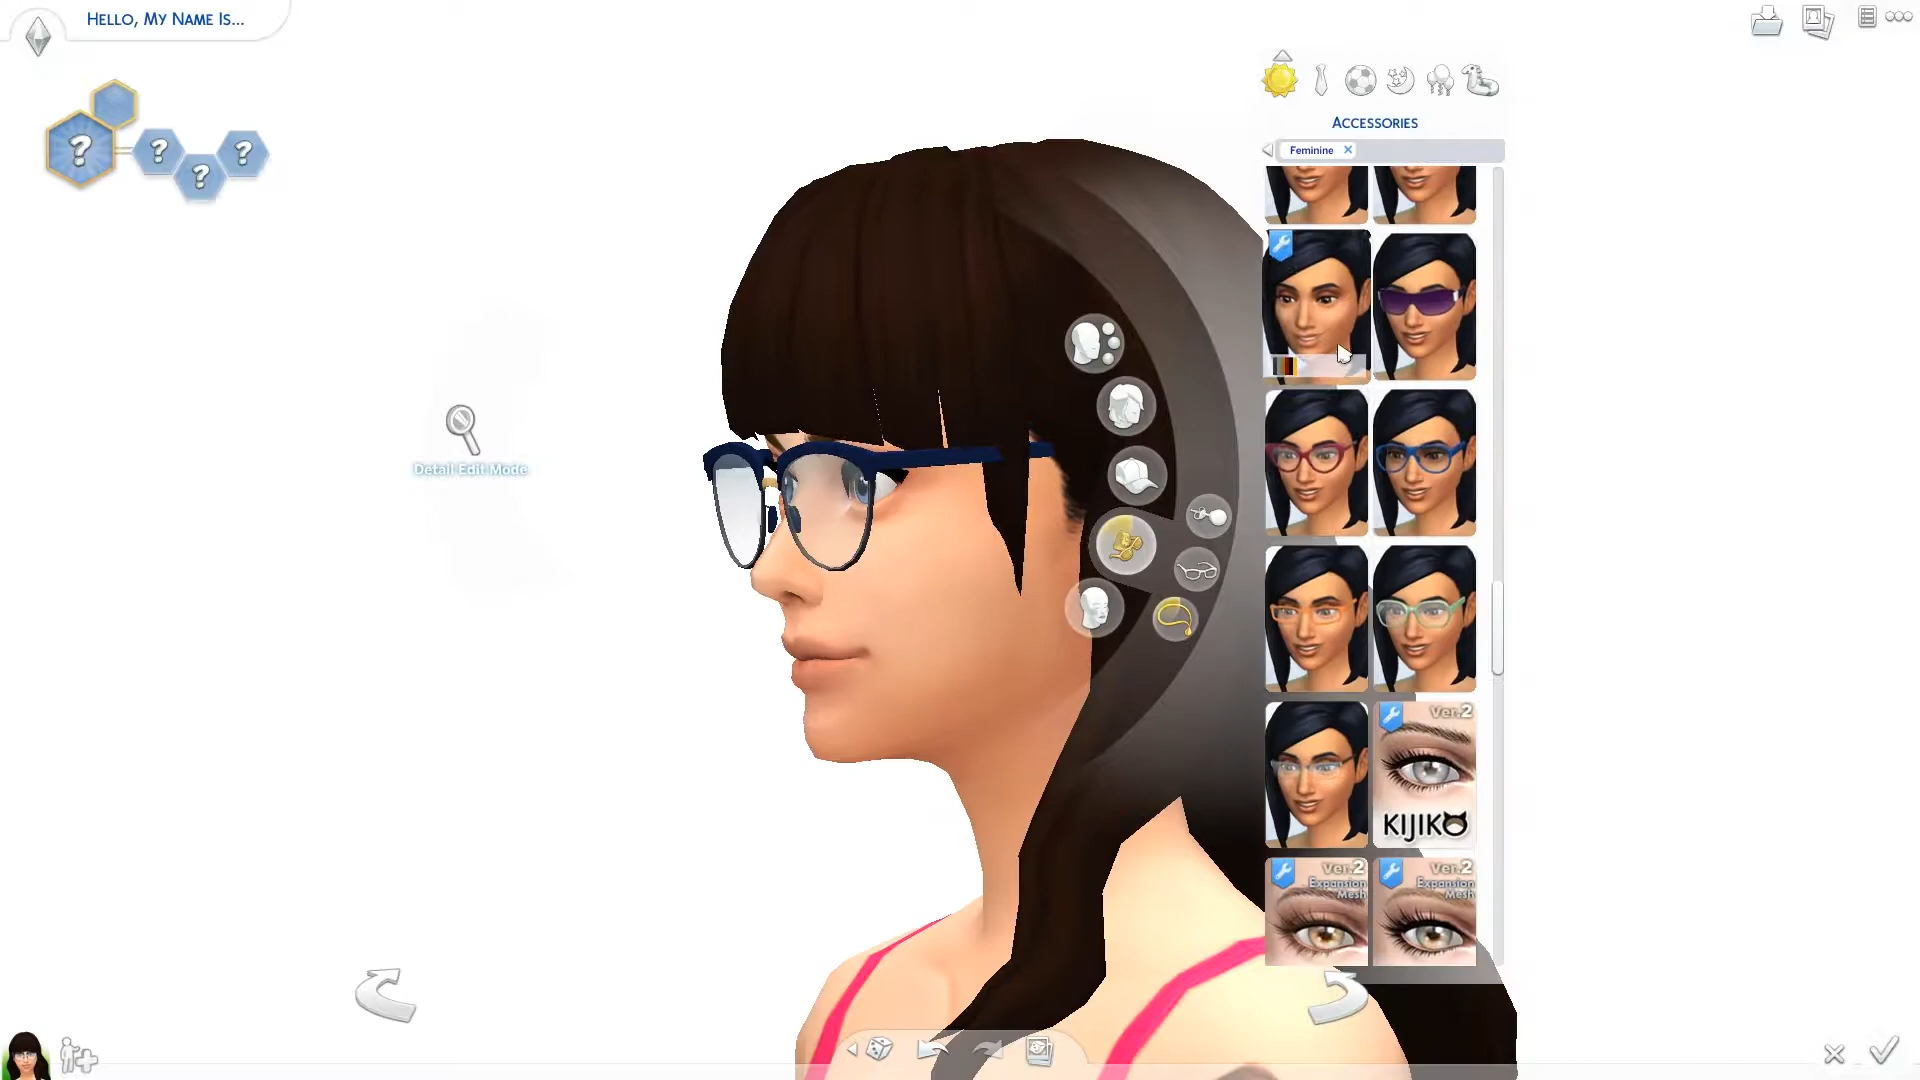 Hello, My Name Is...
Accessories
Feminine
Detail Edit Mode
Ver.2
KIJIKO
Ver.2
Expansion
Mesh
Ver.2
Expansion
Mesh